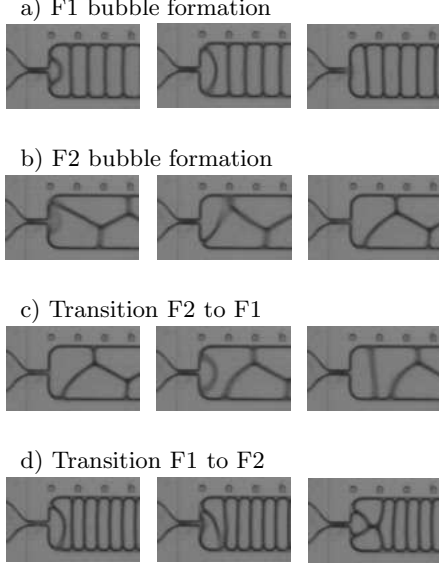 a) F1 bubble formation
b) F2 bubble formation
c) Transition F2 to F1
d) Transition F1 to F2